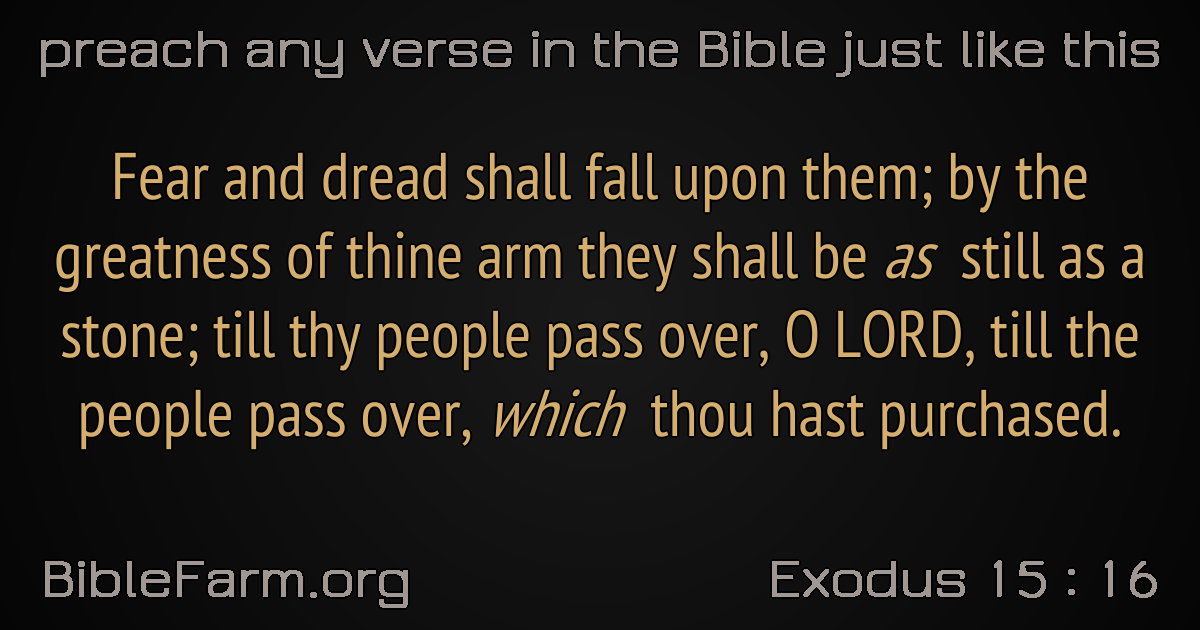 preach any verse in the Bible just like this
Fear and dread shall fall upon them; by the
greatness of thine arm they shall be as still as a
stone; till thy people pass over, O LORD, till the
people pass over, which thou hast purchased.
BibleFarm.org
Exodus 15 : 16